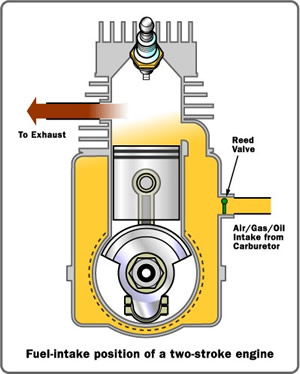 To Exhaust
Reed
Valve
Air/Gas/Oil
Intake from
Carburetor
Fuel-intake position of a two-stroke engine